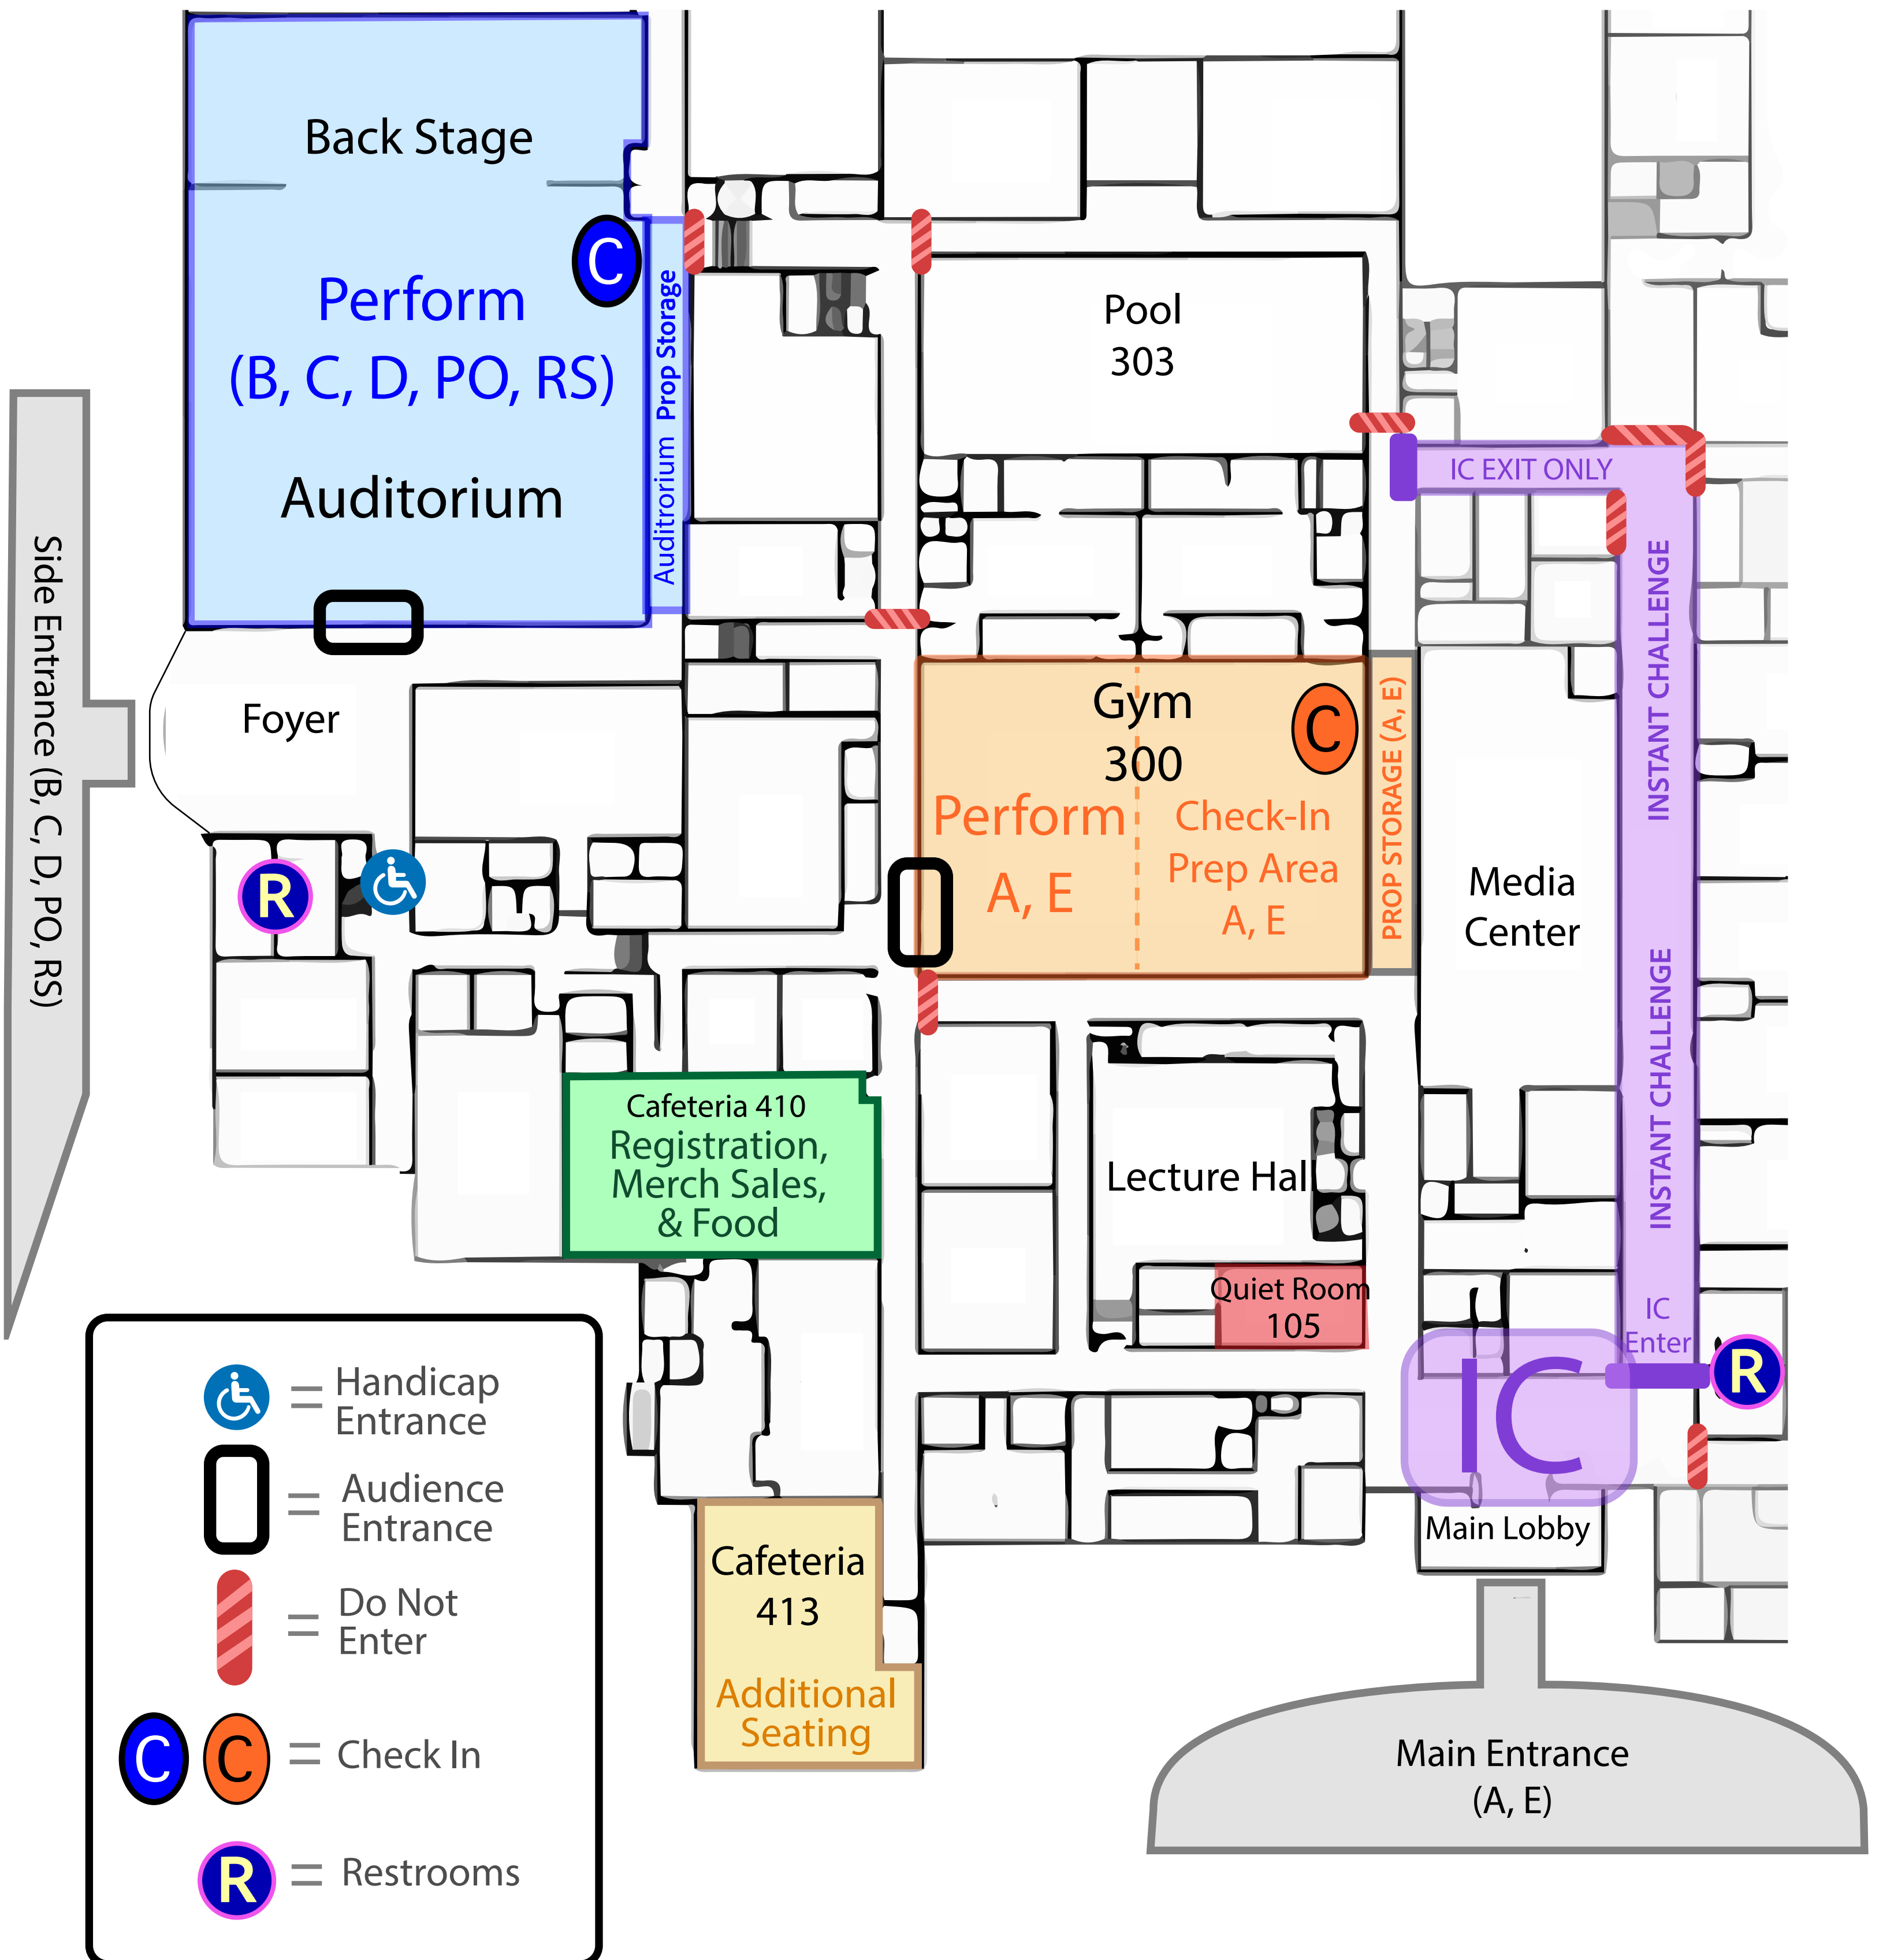 Back Stage
C
Perform
(B, C, D, PO, RS)
Auditorium
Auditrorium Prop Storage
Pool
303
IC EXIT ONLY
INSTANT CHALLENGE
INSTANT CHALLENGE
Side Entrance (B, C, D, PO, RS)
Foyer
Gym
300
C
Perform
A, E
Check-In
Prep Area
A, E
PROP STORAGE (A, E)
Media
Center
R
Cafeteria 410
Registration,
Merch Sales,
& Food
Lecture Hall
Quiet Room
105
IC
Enter
R
IC
Main Lobby
Cafeteria
413
Additional
Seating
Main Entrance
(A, E)
= Handicap
Entrance
= Audience
Entrance
= Do Not
Enter
C C = Check In
R = Restrooms